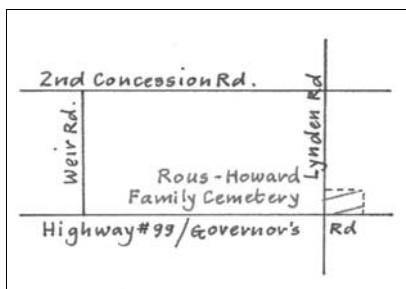 2nd Concession Rd.
Lynden Rd
Weir Rd.
Rous-Howard
Family Cemetery
Highway #99/Governor's Rd